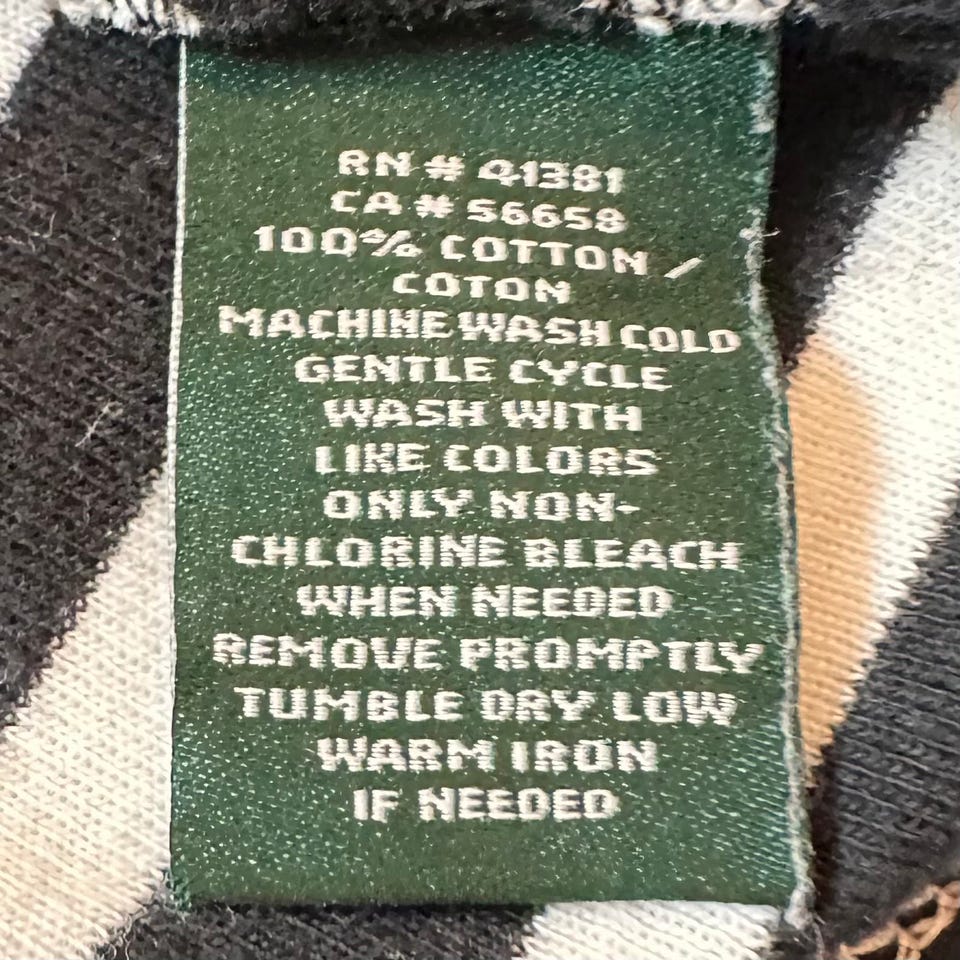 RN # 41381
CA # 56658
100% COTTON /
COTON
MACHINE WASH COLD
GENTLE CYCLE
WASH WITH
LIKE COLORS
ONLY NON-
CHLORINE BLEACH
WHEN NEEDED
REMOVE PROMPTLY
TUMBLE DRY LOW
WARM IRON
IF NEEDED